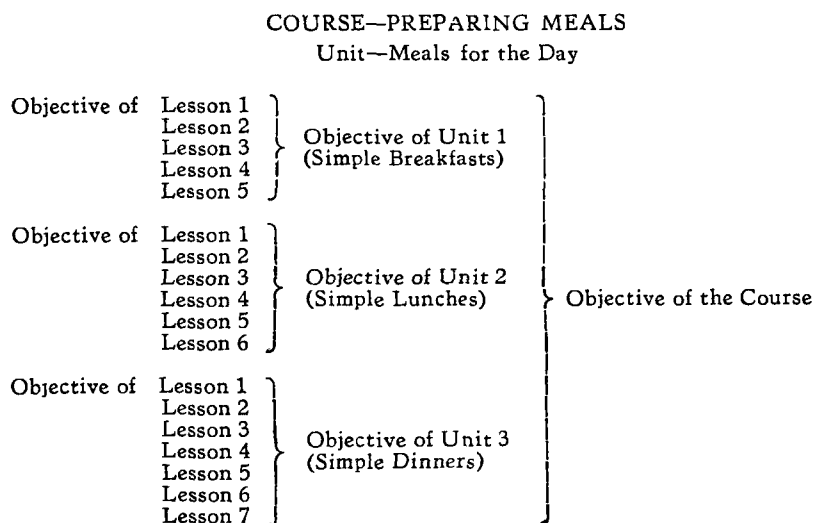 COURSE—PREPARING MEALS
Unit—Meals for the Day
Objective of Lesson 1
Lesson 2
Lesson 3
Lesson 4
Lesson 5
Objective of Unit 1
(Simple Breakfasts)
Objective of Lesson 1
Lesson 2
Lesson 3
Lesson 4
Lesson 5
Lesson 6
Objective of Unit 2
(Simple Lunches)
Objective of Lesson 1
Lesson 2
Lesson 3
Lesson 4
Lesson 5
Lesson 6
Lesson 7
Objective of Unit 3
(Simple Dinners)
Objective of the Course